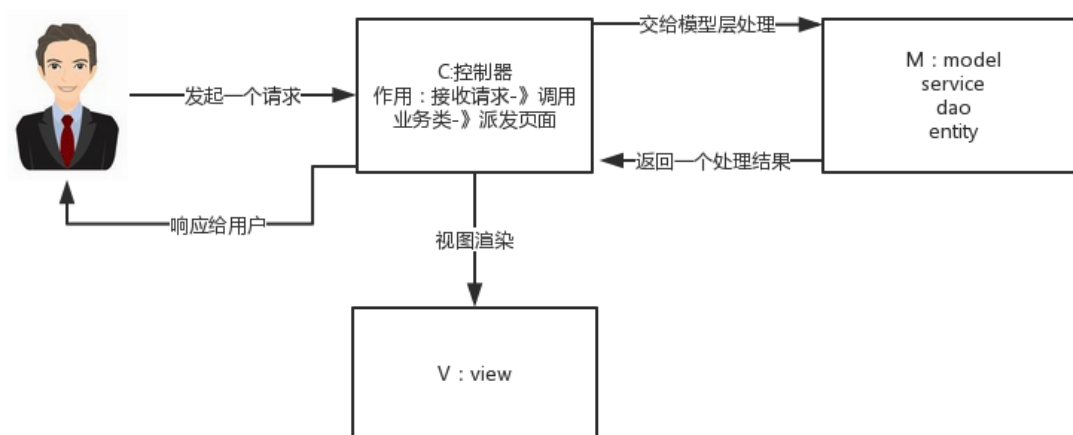 交给模型层处理
C:控制器
作用：接收请求-》调用
业务类-》派发页面
M：model
service
dao
entity
发起一个请求
返回一个处理结果
响应给用户
视图渲染
V：view